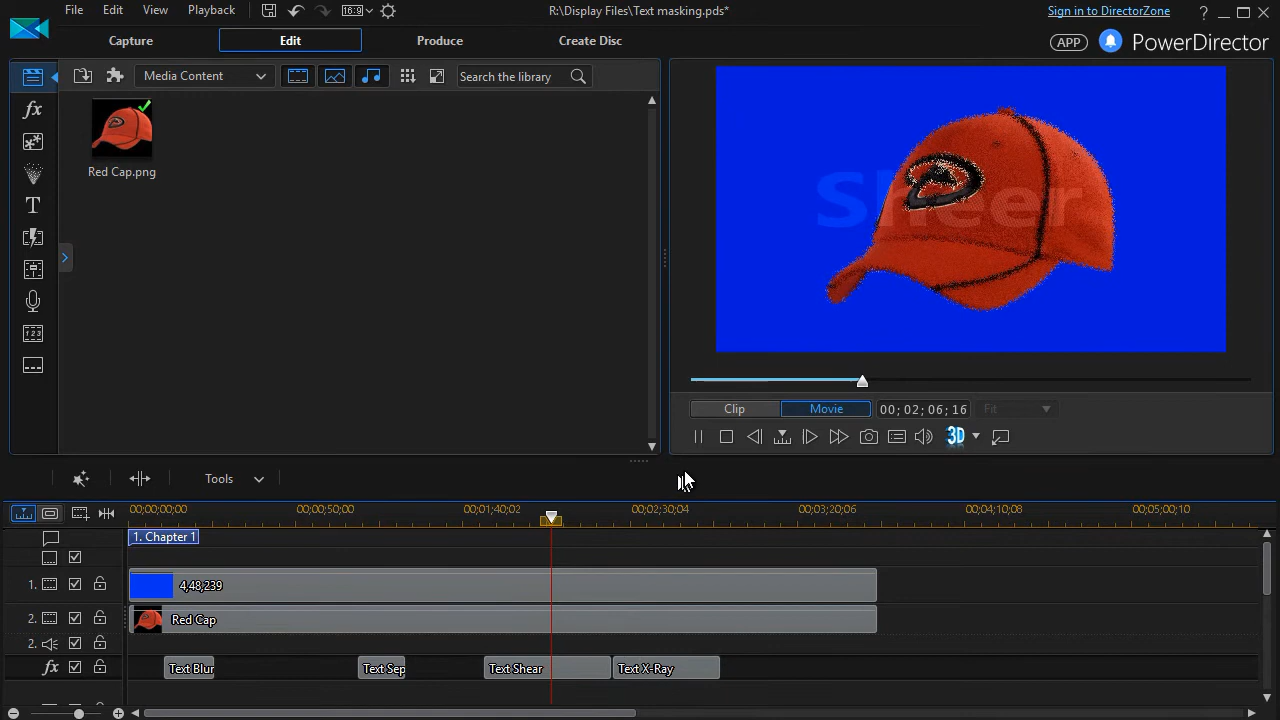 File Edit View Playback 16:9 R:\Display Files\Text masking.pds* Sign in to DirectorZone ?
Capture Edit Produce Create Disc APP PowerDirector
Media Content Search the library
fx
T
123
Red Cap.png
Sheer
Clip Movie 00; 02; 06; 16 Fit
3D
Tools
00;00;00;00 00;00;50;00 00;01;40;02 00;02;30;04 00;03;20;06 00;04;10;08 00;05;00;10
1. Chapter 1
1. 4,48,239
2. Red Cap
2.
fx Text Blur Text Sep Text Shear Text X-Ray